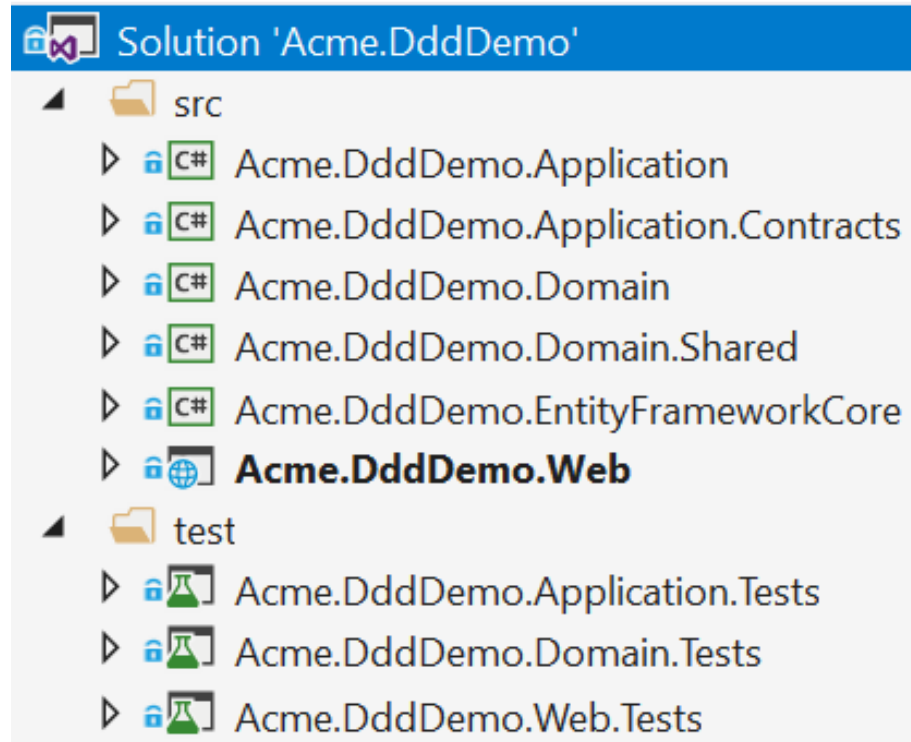 Solution 'Acme.DddDemo'
src
C# Acme.DddDemo.Application
C# Acme.DddDemo.Application.Contracts
C# Acme.DddDemo.Domain
C# Acme.DddDemo.Domain.Shared
C# Acme.DddDemo.EntityFrameworkCore
Acme.DddDemo.Web
test
Acme.DddDemo.Application.Tests
Acme.DddDemo.Domain.Tests
Acme.DddDemo.Web.Tests